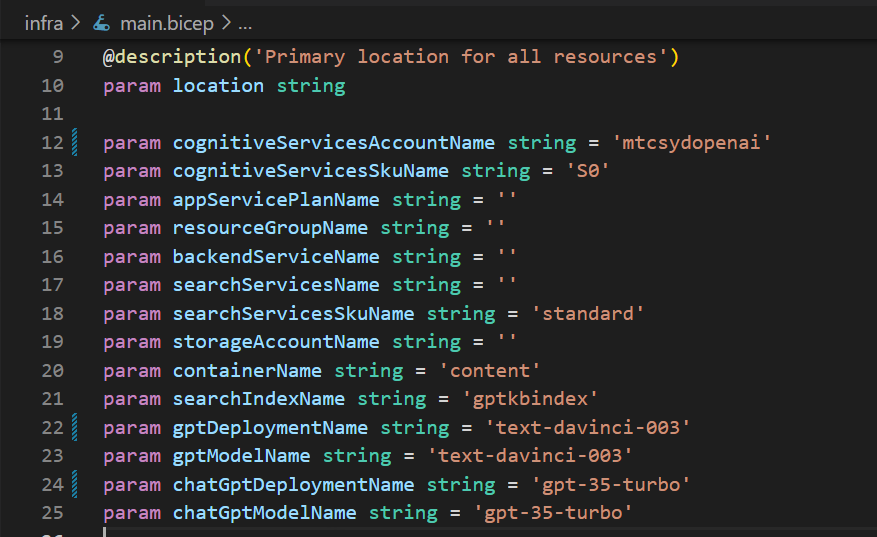 infra > main.bicep > ...
9 @description('Primary location for all resources')
10 param location string
11
12 param cognitiveServicesAccountName string = 'mtcsydopenai'
13 param cognitiveServicesSkuName string = 'S0'
14 param appServicePlanName string = ''
15 param resourceGroupName string = ''
16 param backendServiceName string = ''
17 param searchServicesName string = ''
18 param searchServicesSkuName string = 'standard'
19 param storageAccountName string = ''
20 param containerName string = 'content'
21 param searchIndexName string = 'gptkbindex'
22 param gptDeploymentName string = 'text-davinci-003'
23 param gptModelName string = 'text-davinci-003'
24 param chatGptDeploymentName string = 'gpt-35-turbo'
25 param chatGptModelName string = 'gpt-35-turbo'